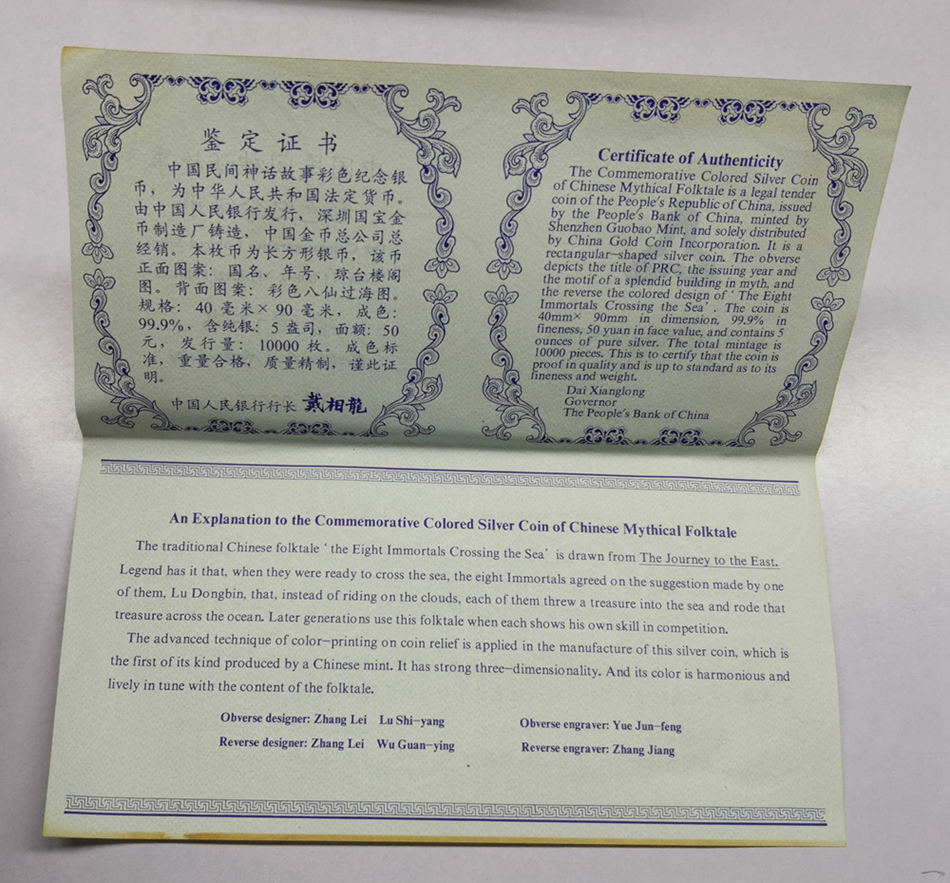 鉴定证书
中国民间神话故事彩色纪念银
币，为中华人民共和国法定货币。
由中国人民银行发行，深圳国宝金
币制造厂铸造，中国金币总公司总
经销。本枚币为长方形银币，该币
正面图案：国名、年号、琼台楼阁
图。背面图案：彩色八仙过海图。
规格：40 毫米×90 毫米，成色：
99.9%，含纯银：5 盎司，面额：50
元，发行量：10000 枚。成色标
准，重量合格，质量精制，谨此证
明。
中国人民银行行长 戴相龍
Certificate of Authenticity
The Commemorative Colored Silver Coin
of Chinese Mythical Folktale is a legal tender
coin of the People's Republic of China, issued
by the People's Bank of China, minted by
Shenzhen Guobao Mint, and solely distributed
by China Gold Coin Incorporation. It is a
rectangular-shaped silver coin. The obverse
depicts the title of PRC, the issuing year and
the motif of a splendid building in myth, and
the reverse the colored design of ' The Eight
Immortals Crossing the Sea' . The coin is
40mm× 90mm in dimension, 99.9% in
fineness, 50 yuan in face value, and contains 5
ounces of pure silver. The total mintage is
10000 pieces. This is to certify that the coin is
proof in quality and is up to standard as to its
fineness and weight.
Dai Xianglong
Governor
The People's Bank of China
An Explanation to the Commemorative Colored Silver Coin of Chinese Mythical Folktale
The traditional Chinese folktale ' the Eight Immortals Crossing the Sea' is drawn from The Journey to the East.
Legend has it that, when they were ready to cross the sea, the eight Immortals agreed on the suggestion made by one
of them, Lu Dongbin, that, instead of riding on the clouds, each of them threw a treasure into the sea and rode that
treasure across the ocean. Later generations use this folktale when each shows his own skill in competition.
The advanced technique of color-printing on coin relief is applied in the manufacture of this silver coin, which is
the first of its kind produced by a Chinese mint. It has strong three-dimensionality. And its color is harmonious and
lively in tune with the content of the folktale.
Obverse designer: Zhang Lei Lu Shi-yang Obverse engraver: Yue Jun-feng
Reverse designer: Zhang Lei Wu Guan-ying Reverse engraver: Zhang Jiang